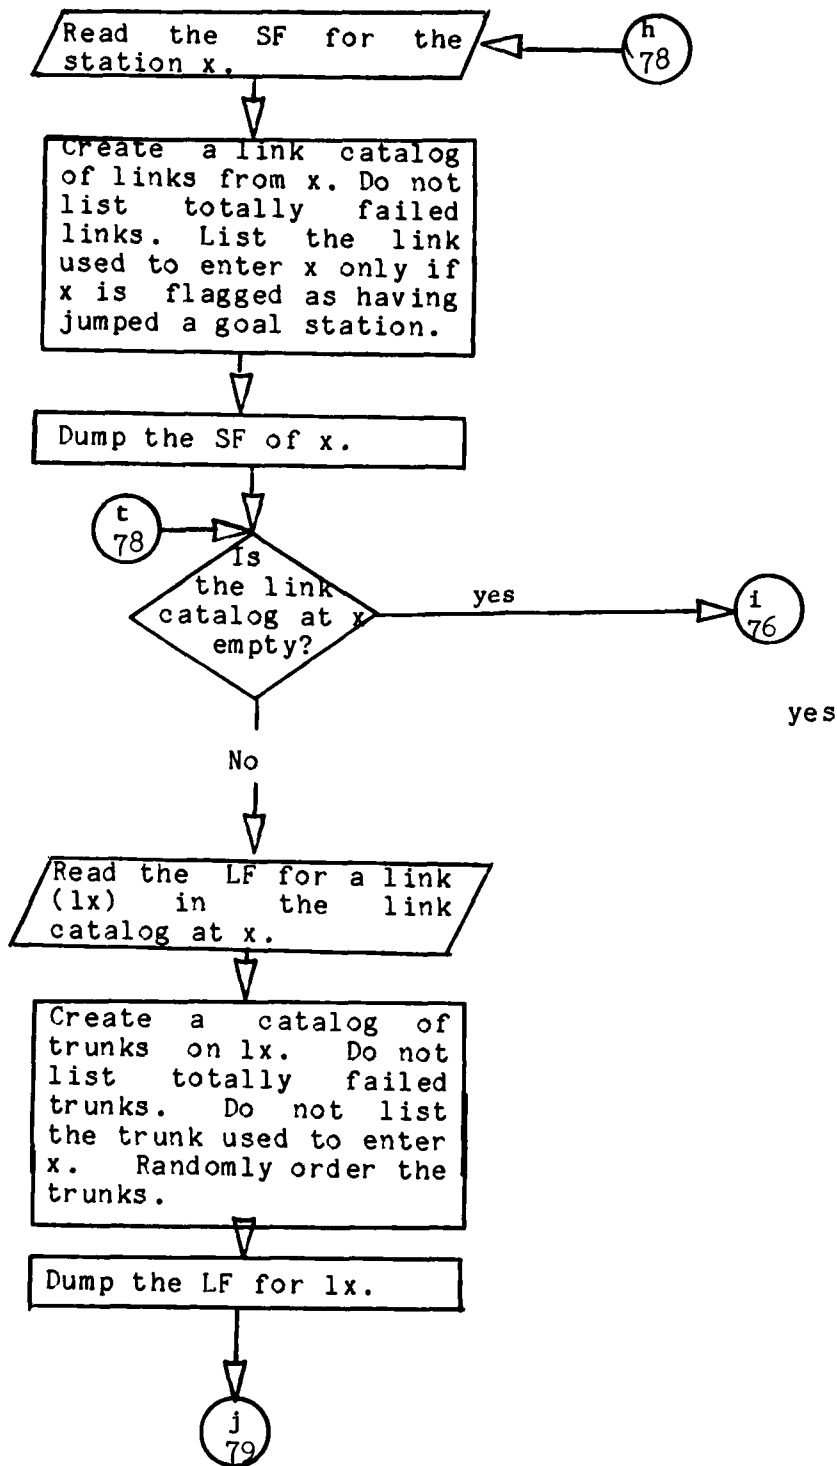 Read the SF for the
station x.
h
78
Create a link catalog
of links from x. Do not
list totally failed
links. List the link
used to enter x only if
x is flagged as having
jumped a goal station.
Dump the SF of x.
t
78
Is
the link
catalog at x
empty?
yes
i
76
yes
No
Read the LF for a link
(lx) in the link
catalog at x.
Create a catalog of
trunks on lx. Do not
list totally failed
trunks. Do not list
the trunk used to enter
x. Randomly order the
trunks.
Dump the LF for lx.
j
79